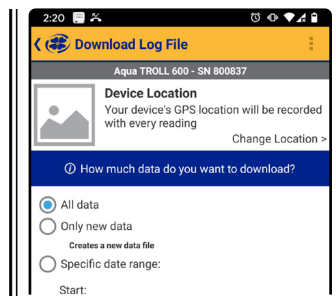 2:20
Download Log File
Aqua TROLL 600 - SN 800837
Device Location
Your device's GPS location will be recorded
with every reading
Change Location >
How much data do you want to download?
All data
Only new data
Creates a new data file
Specific date range:
Start: